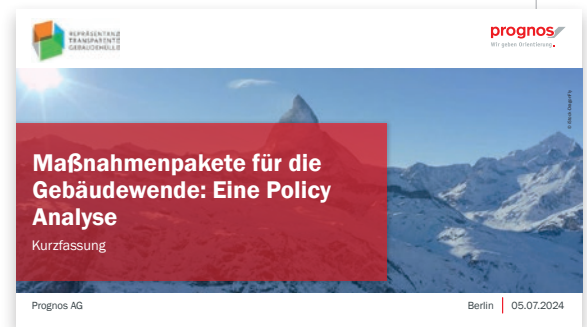 REPRÄSENTANZ
TRANSPARENTE
GEBÄUDEHÜLLE
prognos
Wir geben Orientierung.
Maßnahmenpakete für die
Gebäudewende: Eine Policy
Analyse
Kurzfassung
Prognos AG
Berlin | 05.07.2024